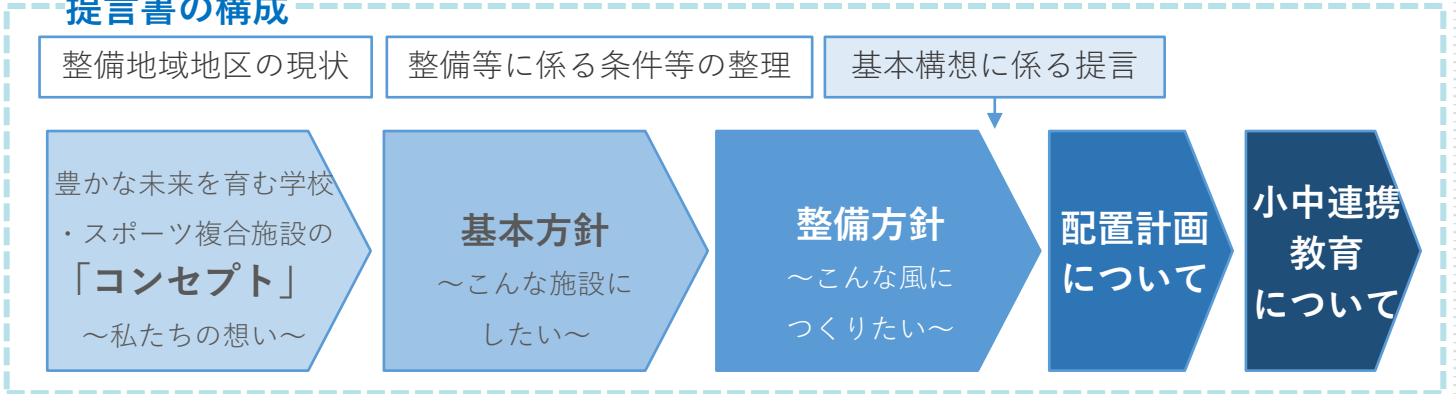 提言書の構成
整備地域地区の現状
整備等に係る条件等の整理
基本構想に係る提言
豊かな未来を育む学校
・スポーツ複合施設の
「コンセプト」
～私たちの想い～
基本方針
～こんな施設に
したい～
整備方針
～こんな風に
つくりたい～
配置計画
について
小中連携
教育
について